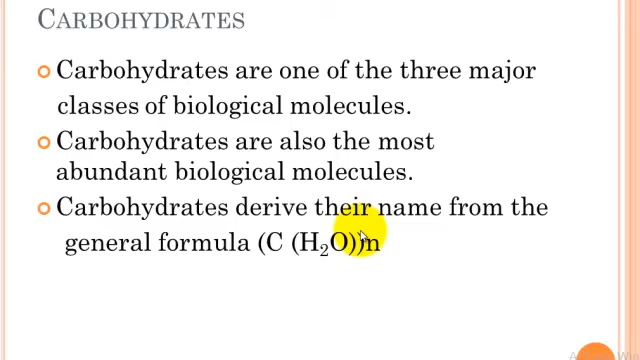 CARBOHYDRATES
Carbohydrates are one of the three major
classes of biological molecules.
Carbohydrates are also the most
abundant biological molecules.
Carbohydrates derive their name from the
general formula (C (H₂O))n